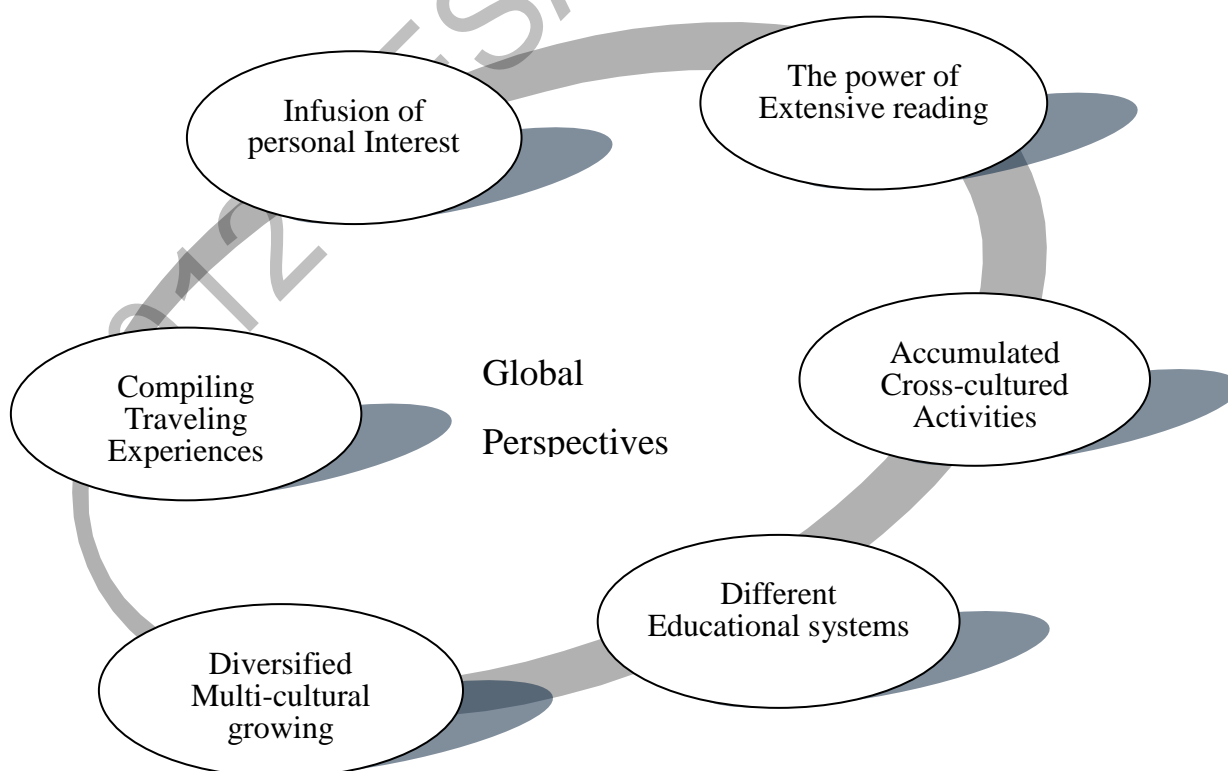 Infusion of
personal Interest
The power of
Extensive reading
Accumulated
Cross-cultured
Activities
Compiling
Traveling
Experiences
Global
Perspectives
Different
Educational systems
Diversified
Multi-cultural
growing